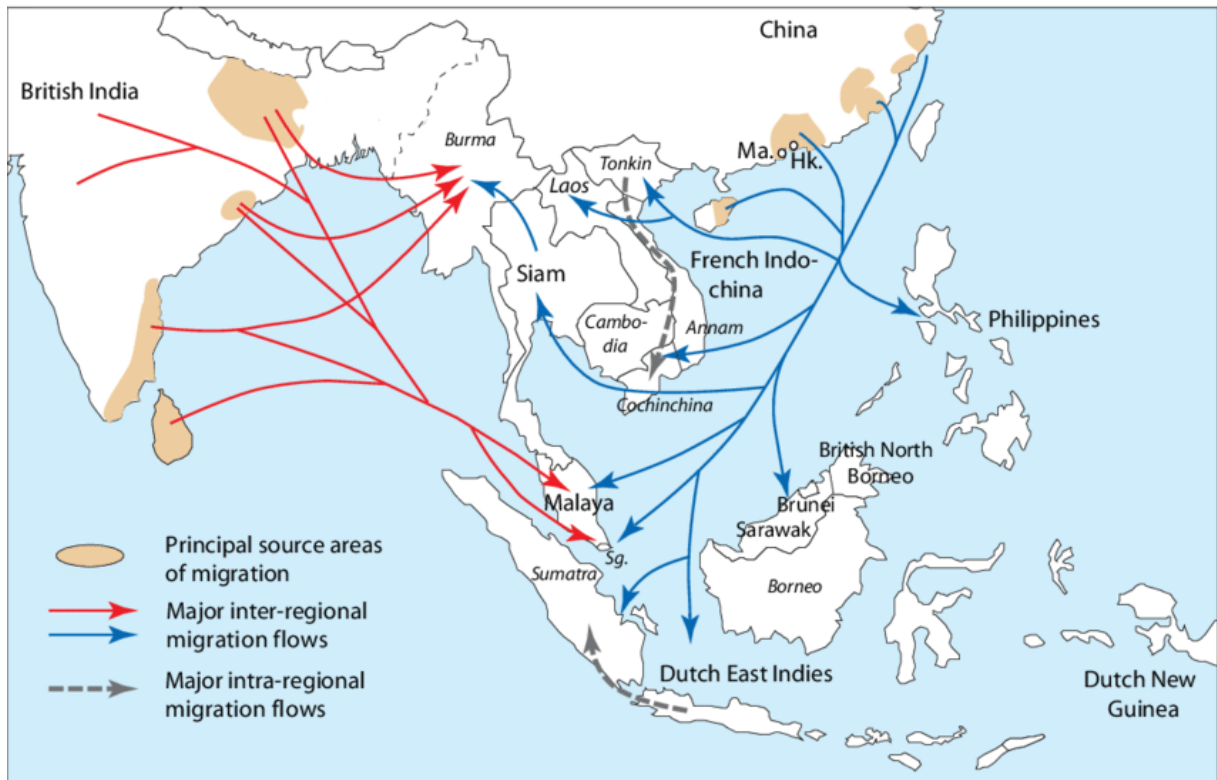 China
British India
Burma
Ma.
Hk.
Tonkin
Laos
French Indo-
china
Siam
Philippines
Cambo-
dia
Annam
Cochinchina
British North
Borneo
Malaya
Brunei
Sarawak
Sg.
Sumatra
Borneo
Dutch East Indies
Dutch New
Guinea
Principal source areas
of migration
Major inter-regional
migration flows
Major intra-regional
migration flows